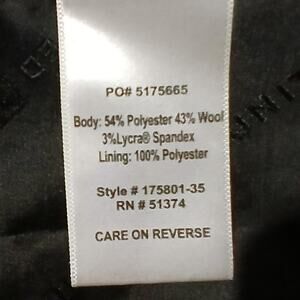 PO# 5175665
Body: 54% Polyester 43% Wool
3%Lycra® Spandex
Lining: 100% Polyester
Style # 175801-35
RN # 51374
CARE ON REVERSE